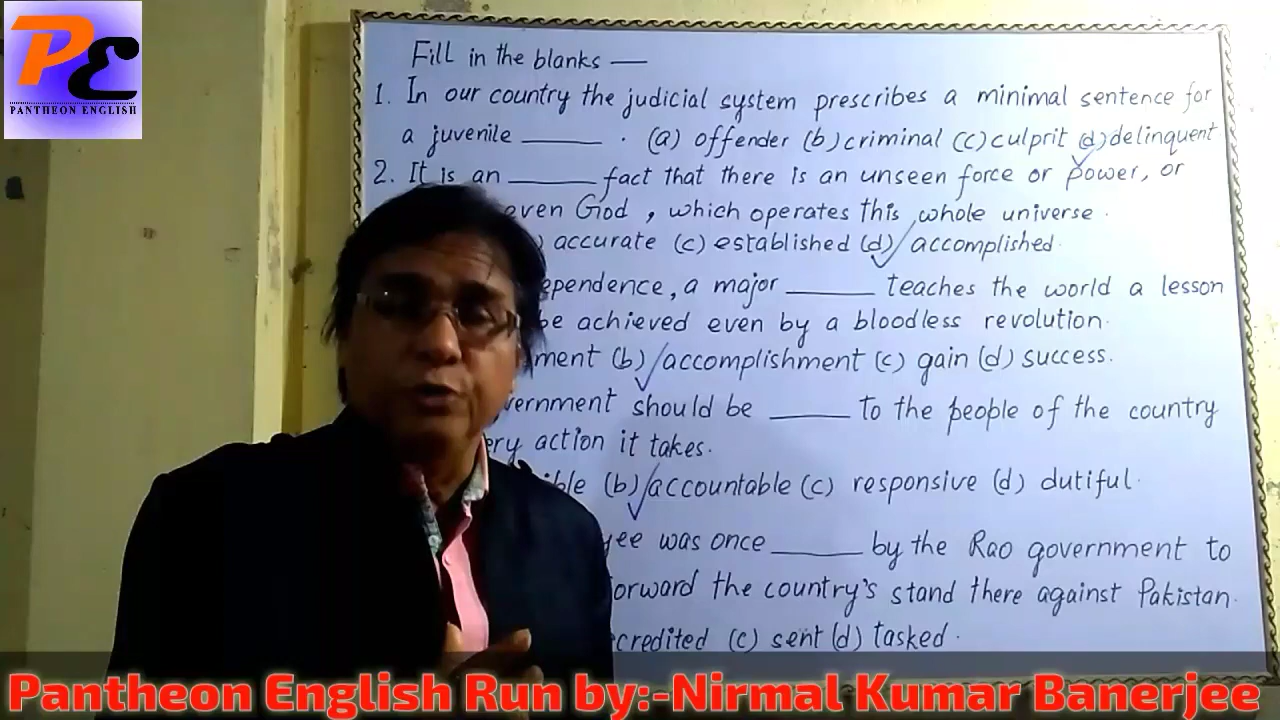 PE
PANTHEON ENGLISH
Fill in the blanks —
1. In our country the judicial system prescribes a minimal sentence for
a juvenile ______ . (a) offender (b) criminal (c) culprit (d) delinquent
2. It is an ______ fact that there is an unseen force or power, or
even God, which operates this whole universe.
) accurate (c) established (d) accomplished.
ependence, a major ______ teaches the world a lesson
be achieved even by a bloodless revolution.
ment (b) accomplishment (c) gain (d) success.
vernment should be ______ to the people of the country
ery action it takes.
ible (b) accountable (c) responsive (d) dutiful.
yee was once ______ by the Rao government to
forward the country's stand there against Pakistan.
credited (c) sent (d) tasked.
Pantheon English Run by:-Nirmal Kumar Banerjee